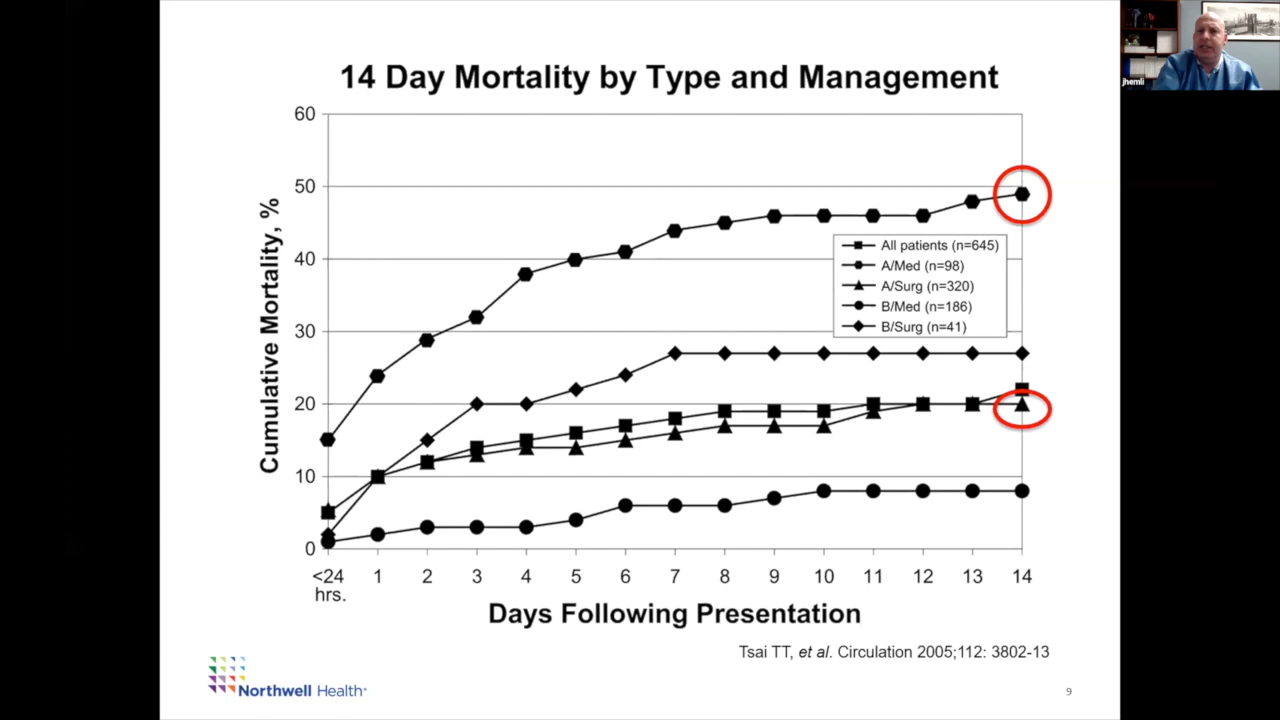 jhemli
14 Day Mortality by Type and Management
Cumulative Mortality, %
60
50
40
30
20
10
0
All patients (n=645)
A/Med (n=98)
A/Surg (n=320)
B/Med (n=186)
B/Surg (n=41)
<24 1 2 3 4 5 6 7 8 9 10 11 12 13 14
hrs.
Days Following Presentation
Tsai TT, et al. Circulation 2005;112: 3802-13
Northwell Health
9